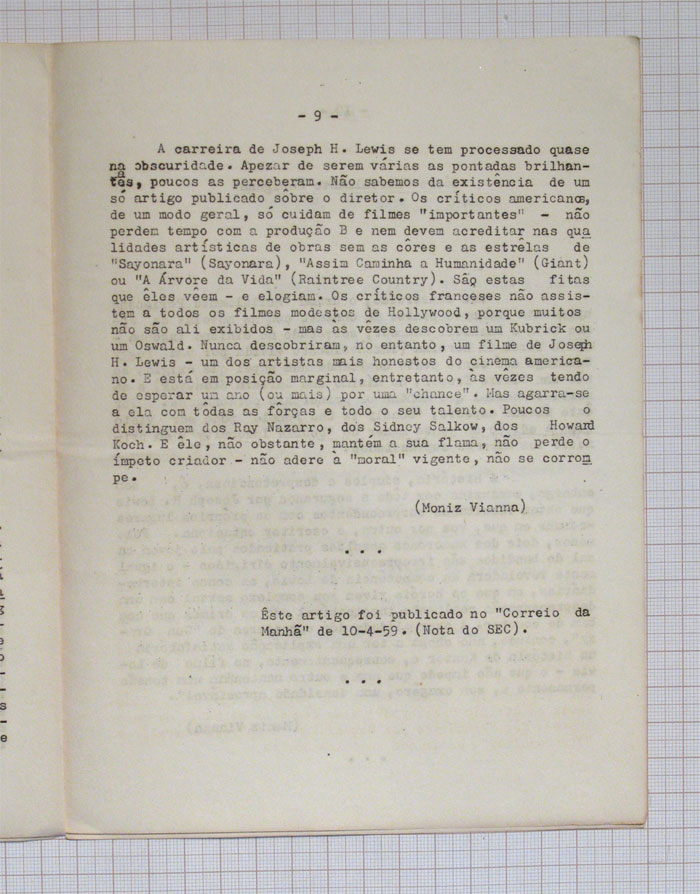 - 9 -
A carreira de Joseph H. Lewis se tem processado quase
na obscuridade. Apezar de serem várias as pontadas brilhan-
tes, poucos as perceberam. Não sabemos da existência de um
só artigo publicado sôbre o diretor. Os críticos americanos,
de um modo geral, só cuidam de filmes "importantes" - não
perdem tempo com a produção B e nem devem acreditar nas qua
lidades artísticas de obras sem as côres e as estrêlas de
"Sayonara" (Sayonara), "Assim Caminha a Humanidade" (Giant)
ou "A Árvore da Vida" (Raintree Country). São estas fitas
que êles veem - e elogiam. Os críticos franceses não assis-
tem a todos os filmes modestos de Hollywood, porque muitos
não são ali exibidos - mas às vêzes descobrem um Kubrick ou
um Oswald. Nunca descobriram, no entanto, um filme de Joseph
H. Lewis - um dos artistas mais honestos do cinema america-
no. E está em posição marginal, entretanto, às vêzes tendo
de esperar um ano (ou mais) por uma "chance". Mas agarra-se
a ela com tôdas as fôrças e todo o seu talento. Poucos o
distinguem dos Ray Nazarro, dos Sidney Salkow, dos Howard
Koch. E êle, não obstante, mantém a sua flama, não perde o
ímpeto criador - não adere à "moral" vigente, não se corrom
pe.
(Moniz Vianna)
. . .
Êste artigo foi publicado no "Correio da
Manhã" de 10-4-59. (Nota do SEC).
. . .